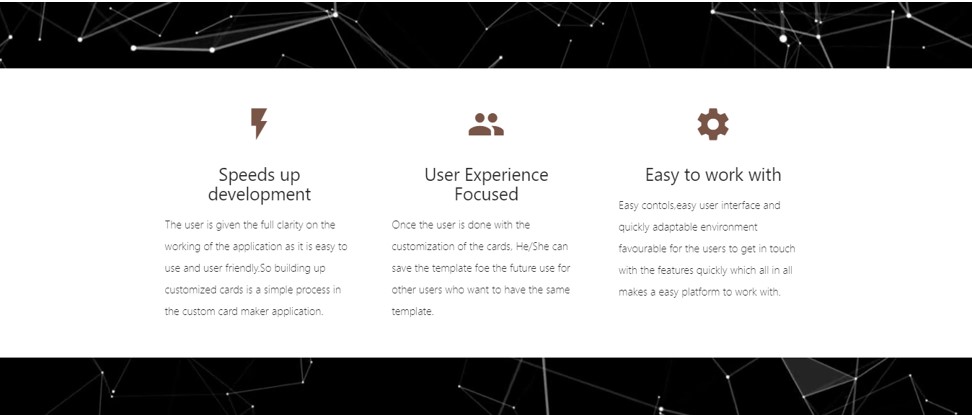 Speeds up
development
The user is given the full clarity on the
working of the application as it is easy to
use and user friendly.So building up
customized cards is a simple process in
the custom card maker application.
User Experience
Focused
Once the user is done with the
customization of the cards. He/She can
save the template foe the future use for
other users who want to have the same
template.
Easy to work with
Easy contols,easy user interface and
quickly adaptable environment
favourable for the users to get in touch
with the features quickly which all in all
makes a easy platform to work with.